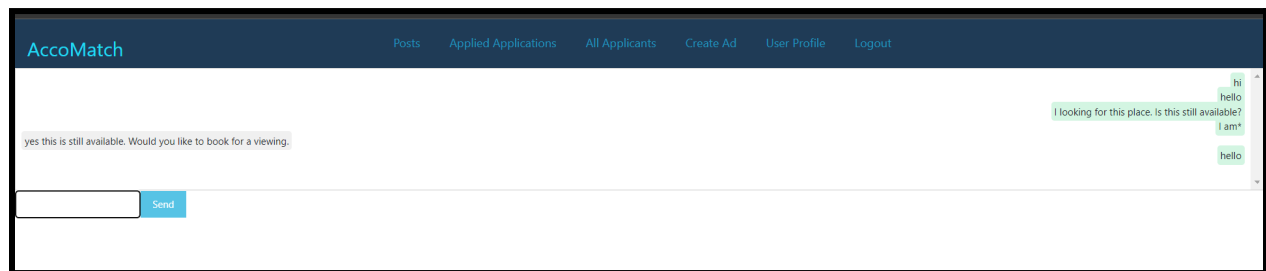 AccoMatch
Posts Applied Applications All Applicants Create Ad User Profile Logout
hi
hello
I looking for this place. Is this still available?
I am*
yes this is still available. Would you like to book for a viewing.
hello
Send